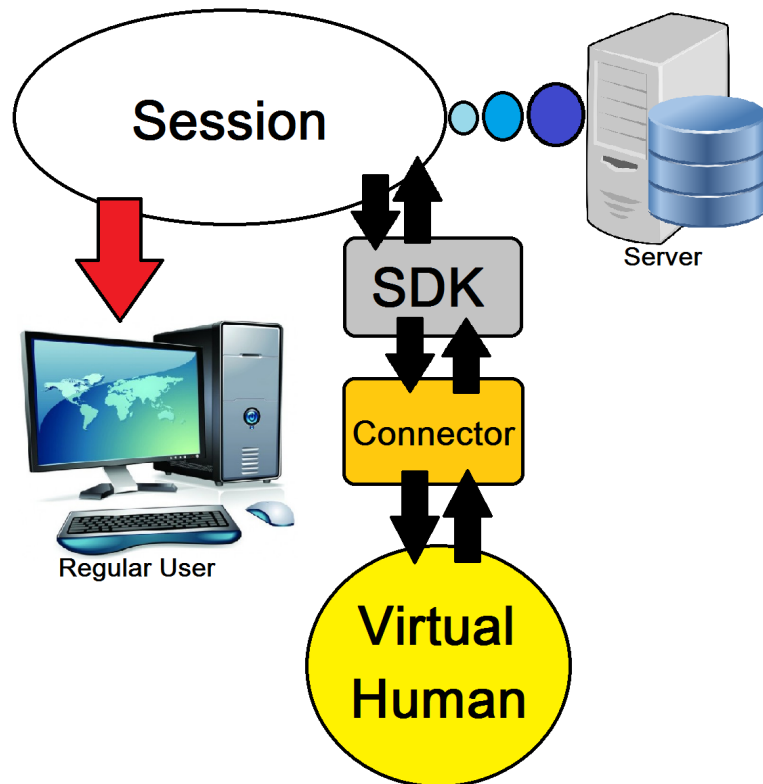 Session
Server
SDK
Connector
Regular User
Virtual
Human